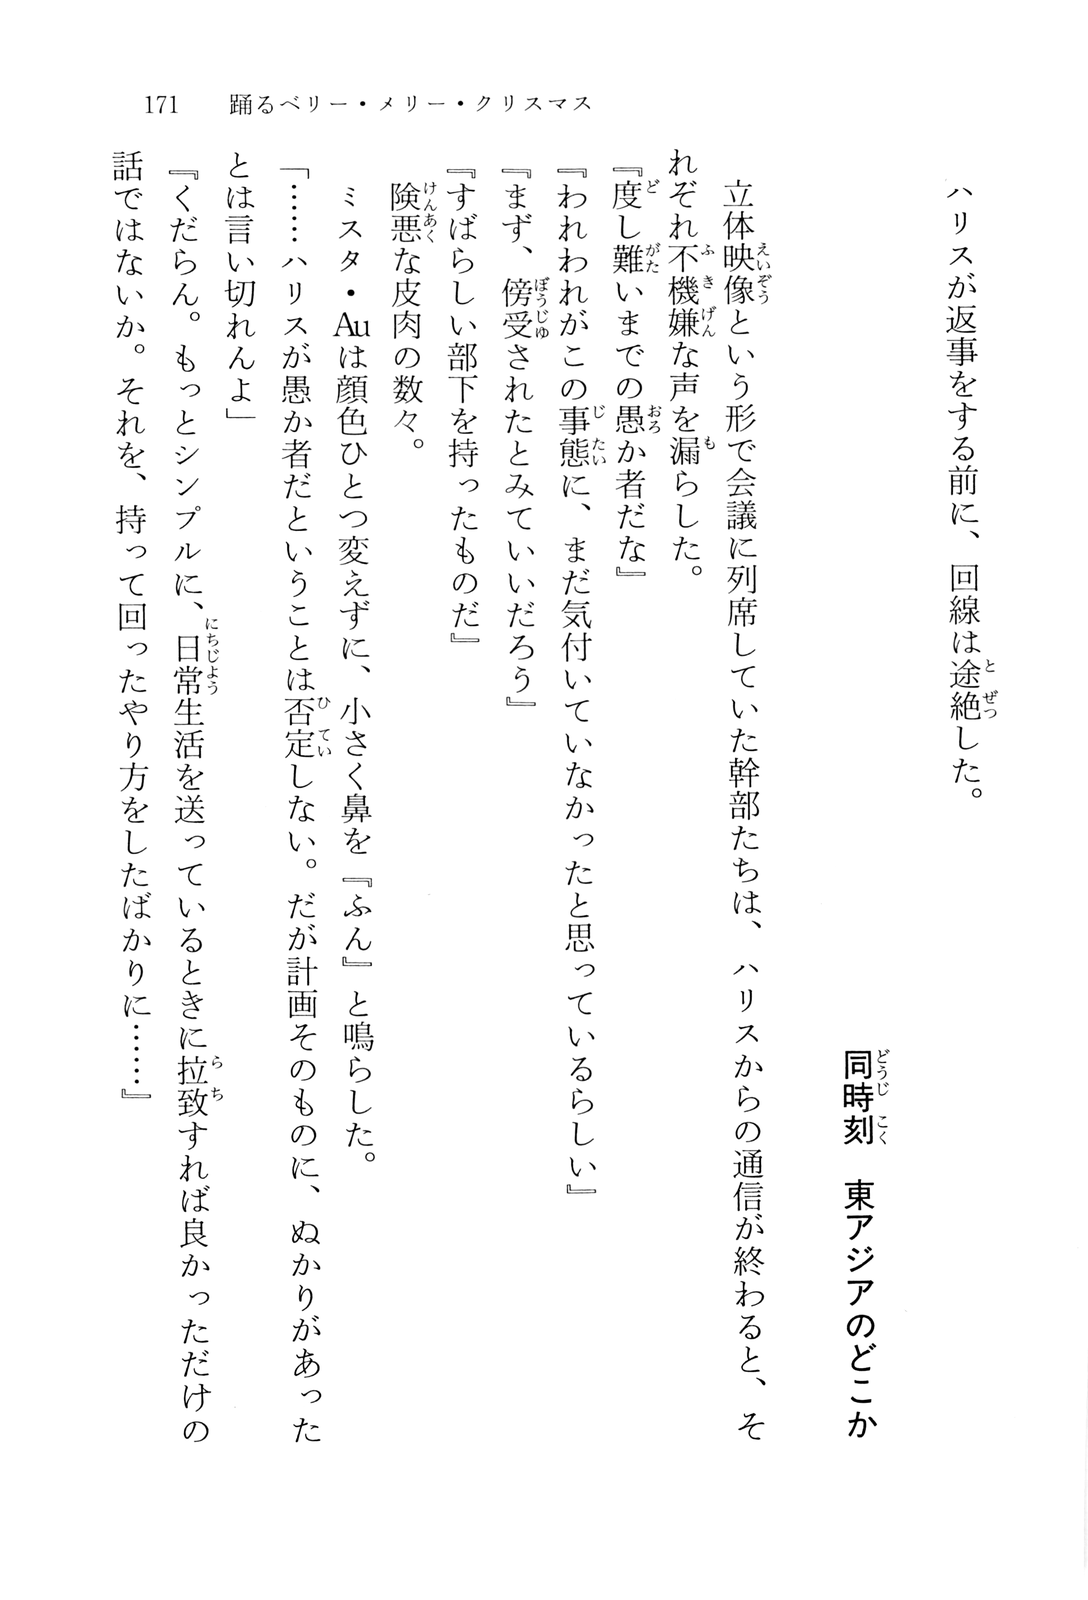 171　踊るベリー・メリー・クリスマス
ハリスが返事をする前に、回線は途絶した。
同時刻　東アジアのどこか
立体映像という形で会議に列席していた幹部たちは、ハリスからの通信が終わると、そ
れぞれ不機嫌な声を漏らした。
『度し難いまでの愚か者だな』
『われわれがこの事態に、まだ気付いていなかったと思っているらしい』
『まず、傍受されたとみていいだろう』
『すばらしい部下を持ったものだ』
険悪な皮肉の数々。
ミスタ・Auは顔色ひとつ変えずに、小さく鼻を『ふん』と鳴らした。
「……ハリスが愚か者だということは否定しない。だが計画そのものに、ぬかりがあった
とは言い切れんよ」
『くだらん。もっとシンプルに、日常生活を送っているときに拉致すれば良かっただけの
話ではないか。それを、持って回ったやり方をしたばかりに……』